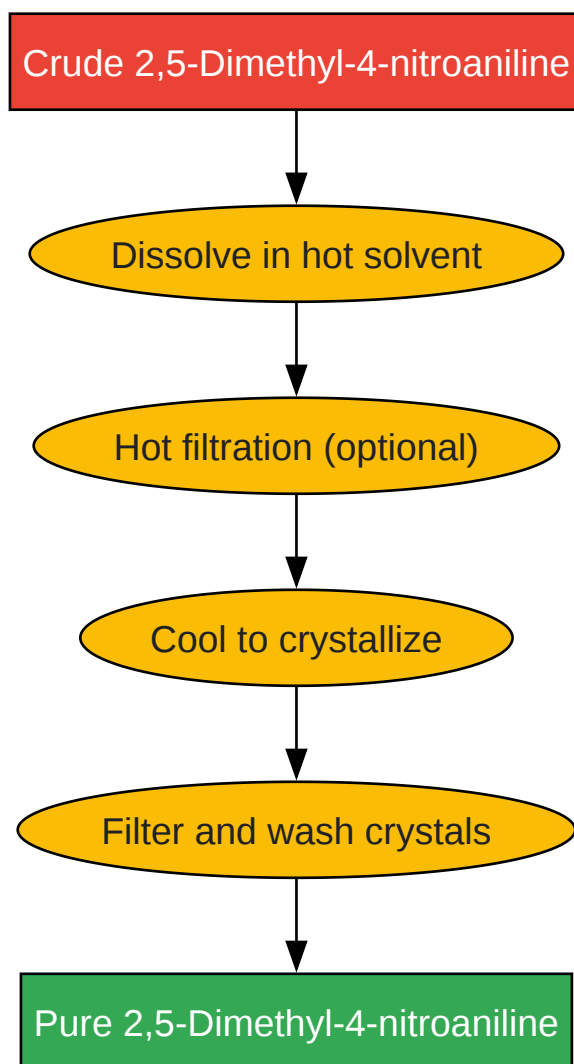 Crude 2,5-Dimethyl-4-nitroaniline
Dissolve in hot solvent
Hot filtration (optional)
Cool to crystallize
Filter and wash crystals
Pure 2,5-Dimethyl-4-nitroaniline